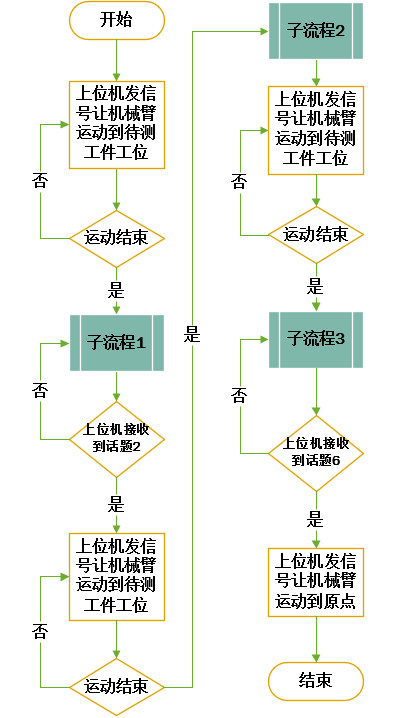 开始
上位机发信
号让机械臂
运动到待测
工件工位
否
运动结束
是
子流程1
否
上位机接收
到话题2
是
上位机发信
号让机械臂
运动到待测
工件工位
否
运动结束
是
子流程2
上位机发信
号让机械臂
运动到待测
工件工位
否
运动结束
是
子流程3
否
上位机接收
到话题6
是
上位机发信
号让机械臂
运动到原点
结束